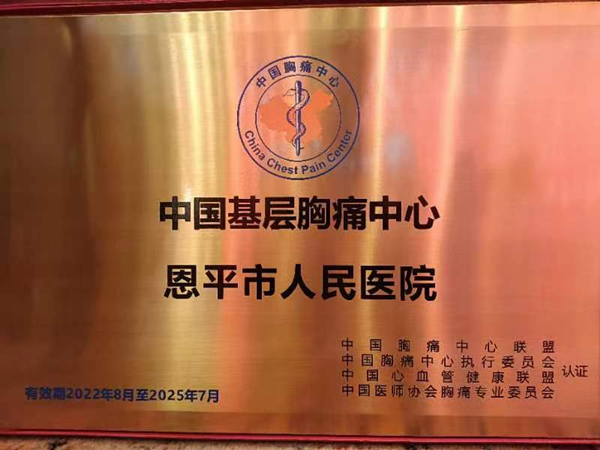 中国胸痛中心
China Chest Pain Center
中国基层胸痛中心
恩平市人民医院
中国胸痛中心联盟
中国胸痛中心执行委员会
中国心血管健康联盟
中国医师协会胸痛专业委员会
认证
有效期2022年8月至2025年7月